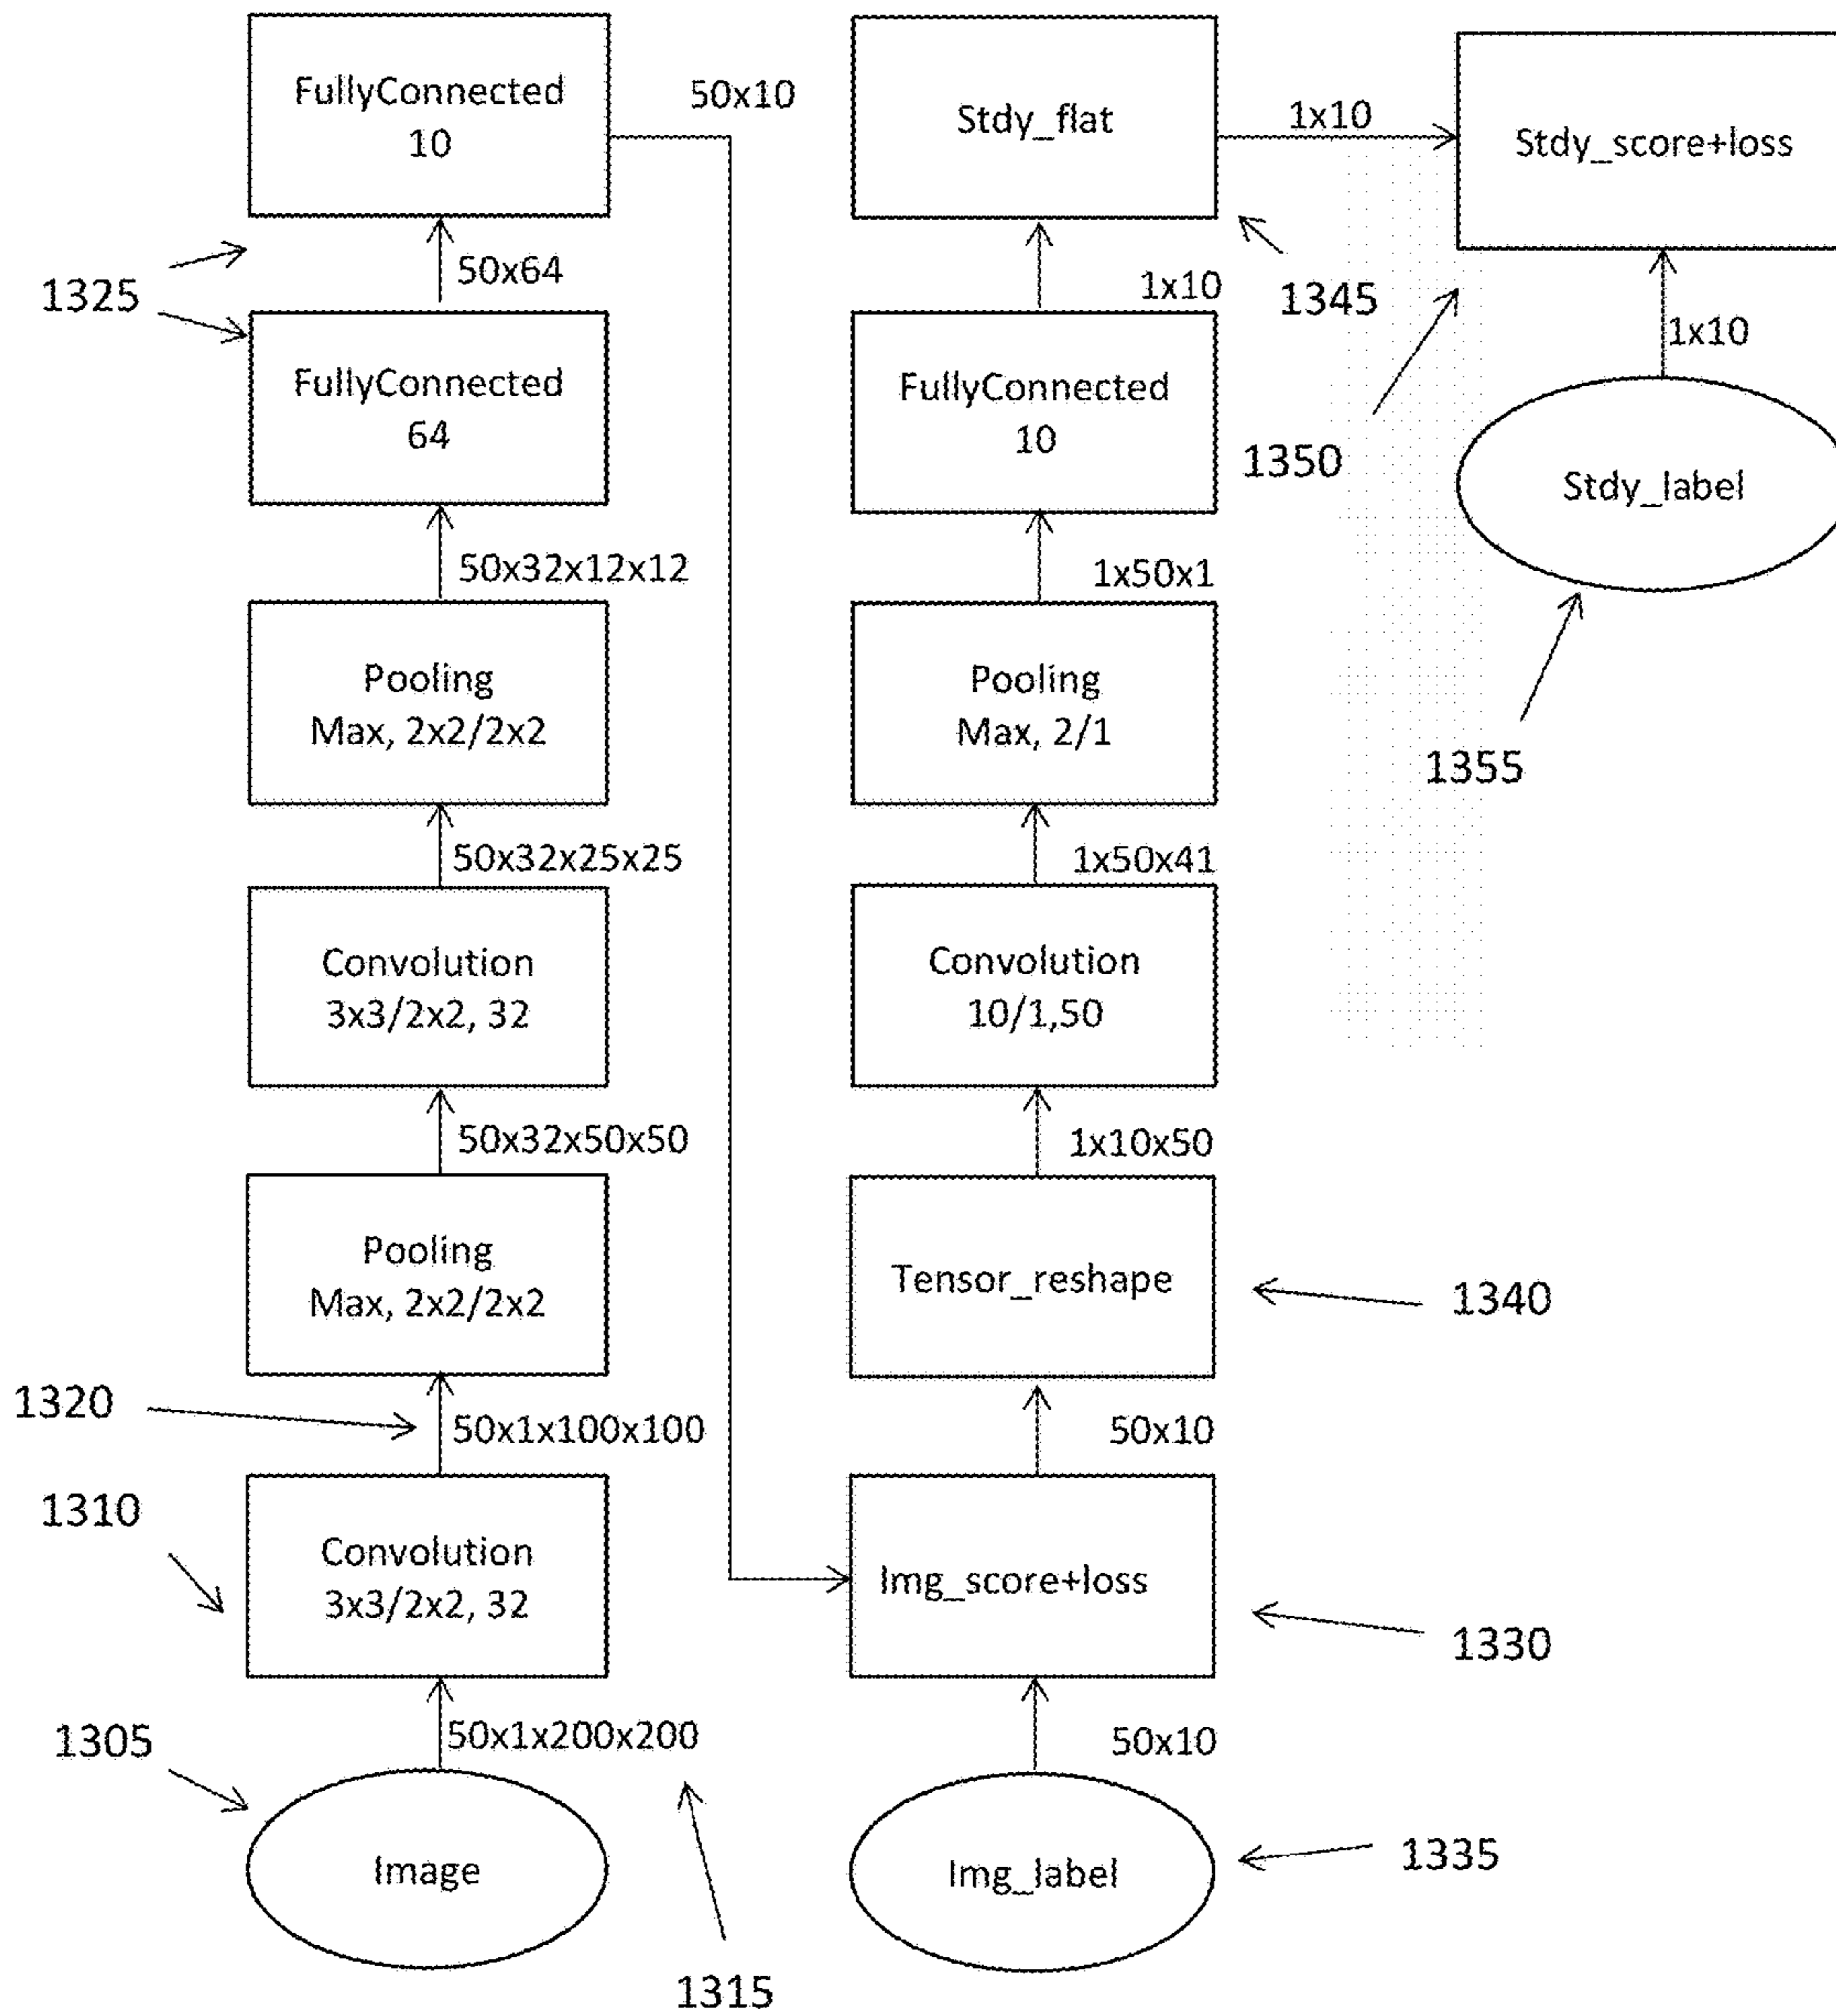 FullyConnected
10
50x10
Stdy_flat
1x10
Stdy_score+loss
1325
50x64
1x10
1345
FullyConnected
64
FullyConnected
10
1350
1x10
Stdy_label
50x32x12x12
1x50x1
Pooling
Max, 2x2/2x2
Pooling
Max, 2/1
1355
50x32x25x25
1x50x41
Convolution
3x3/2x2, 32
Convolution
10/1,50
50x32x50x50
1x10x50
Pooling
Max, 2x2/2x2
Tensor_reshape
1340
1320
50x1x100x100
50x10
1310
Convolution
3x3/2x2, 32
Img_score+loss
1330
1305
50x1x200x200
50x10
Image
Img_label
1335
1315